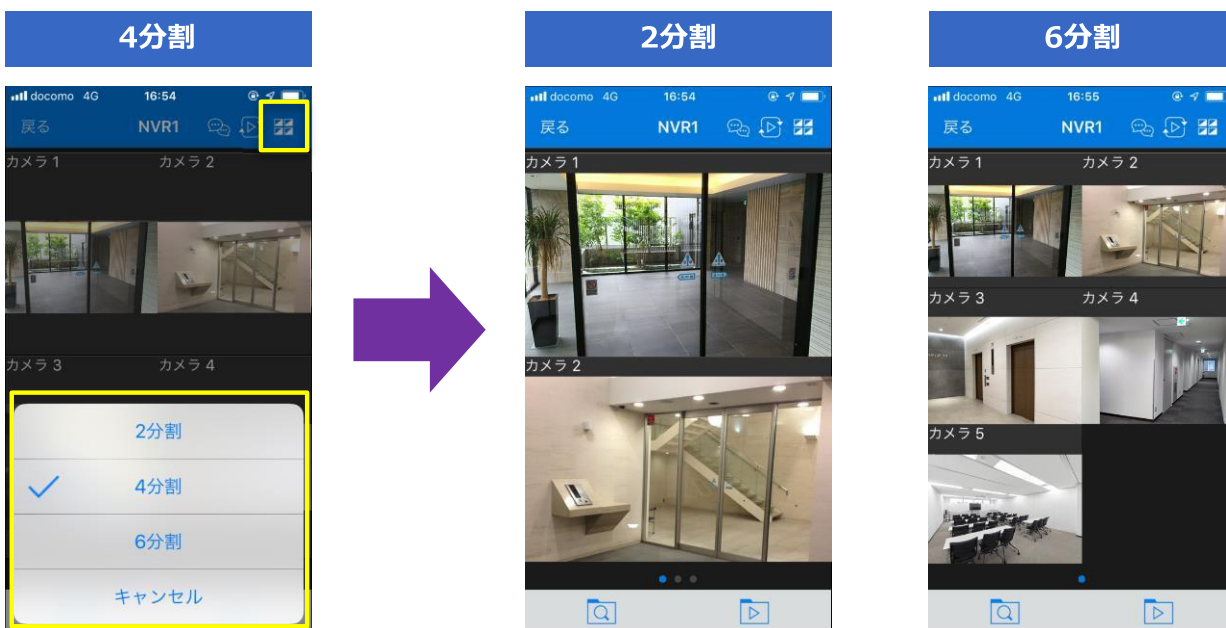 4分割
docomo 4G 16:54
戻る NVR1
カメラ 1 カメラ 2
カメラ 3 カメラ 4
2分割
4分割
6分割
キャンセル
2分割
docomo 4G 16:54
戻る NVR1
カメラ 1
カメラ 2
6分割
docomo 4G 16:55
戻る NVR1
カメラ 1 カメラ 2
カメラ 3 カメラ 4
カメラ 5